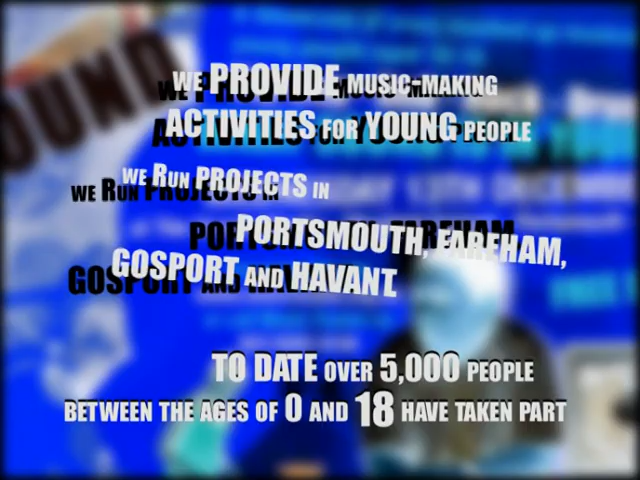 WE PROVIDE MUSIC-MAKING
ACTIVITIES FOR YOUNG PEOPLE
WE RUN PROJECTS IN
PORTSMOUTH, FAREHAM,
GOSPORT AND HAVANT.
TO DATE OVER 5,000 PEOPLE
BETWEEN THE AGES OF 0 AND 18 HAVE TAKEN PART
OUND